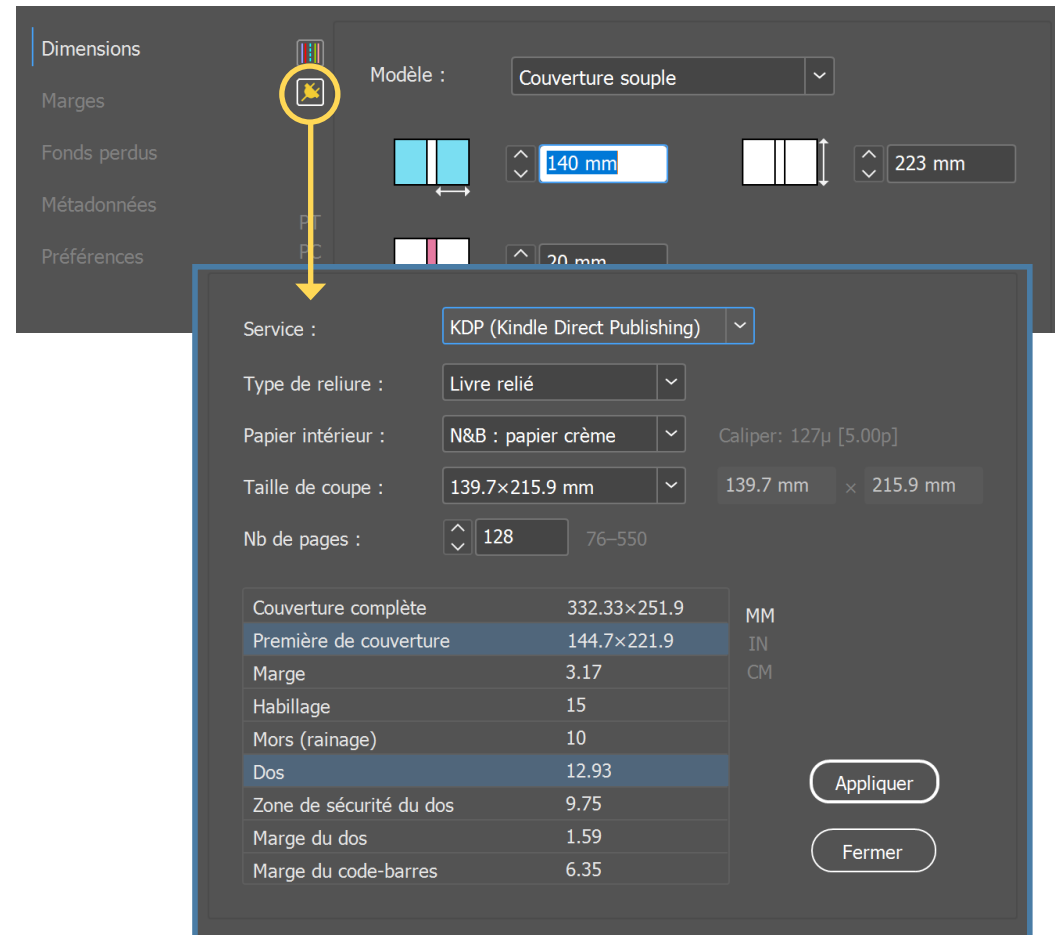 Dimensions
Marges
Fonds perdus
Métadonnées
Préférences
PT
PC
Modèle : Couverture souple
140 mm 223 mm
20 mm
Service : KDP (Kindle Direct Publishing)
Type de reliure : Livre relié
Papier intérieur : N&B : papier crème Caliper: 127µ [5.00p]
Taille de coupe : 139.7×215.9 mm 139.7 mm × 215.9 mm
Nb de pages : 128 76–550
Couverture complète 332.33×251.9
Première de couverture 144.7×221.9
Marge 3.17
Habillage 15
Mors (rainage) 10
Dos 12.93
Zone de sécurité du dos 9.75
Marge du dos 1.59
Marge du code-barres 6.35
MM
IN
CM
Appliquer
Fermer